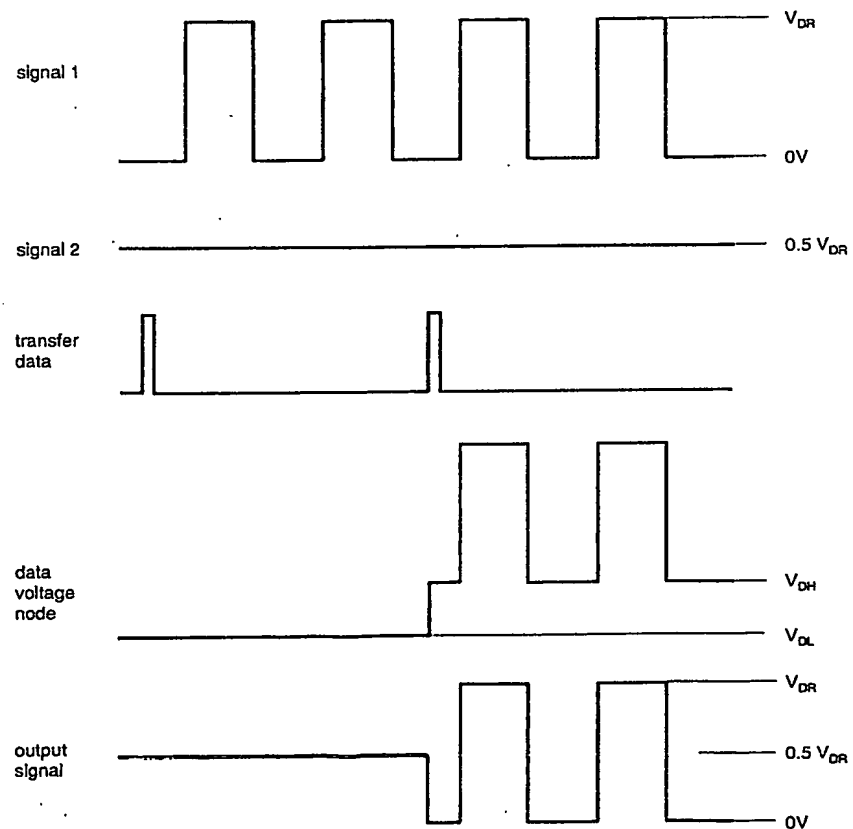 V_DR
signal 1
0V
signal 2
0.5 V_DR
transfer
data
data
voltage
node
V_DH
V_DL
V_DR
output
signal
0.5 V_DR
0V